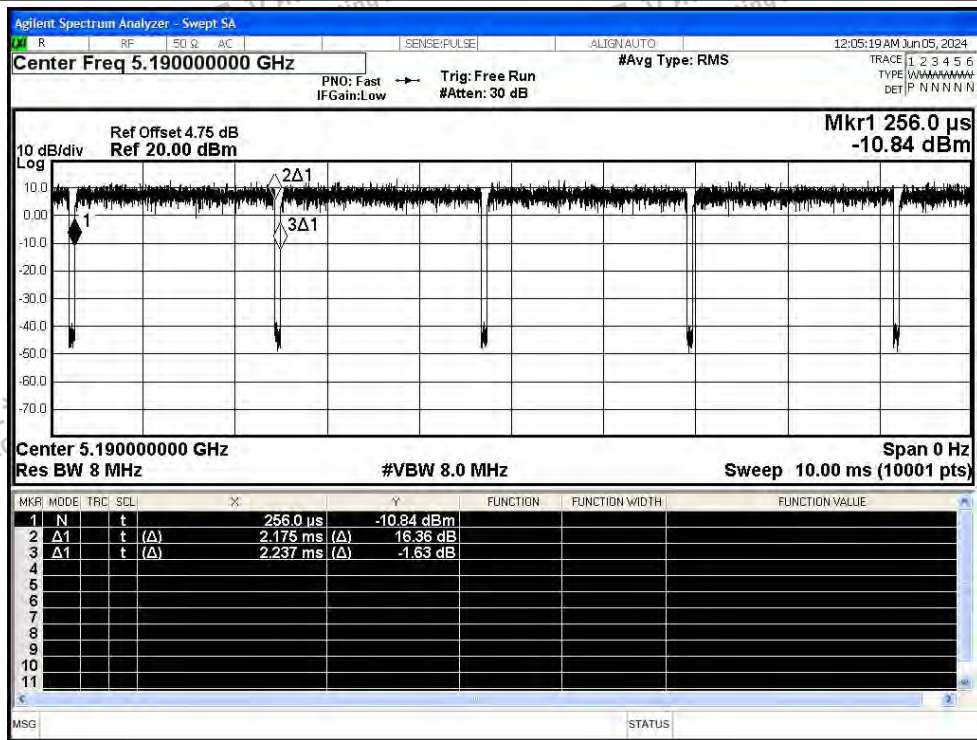 Agilent Spectrum Analyzer - Swept SA
R RF 50 Ω AC SENSE:PULSE ALIGNAUTO 12:05:19 AM Jun 05, 2024
Center Freq 5.190000000 GHz #Avg Type: RMS TRACE 1 2 3 4 5 6
PNO: Fast Trig: Free Run TYPE
IFGain:Low #Atten: 30 dB DET P N N N N N
Mkr1 256.0 µs
Ref Offset 4.75 dB
10 dB/div Ref 20.00 dBm -10.84 dBm
Log
10.0
0.00
-10.0
-20.0
-30.0
-40.0
-50.0
-60.0
-70.0
1
2Δ1
3Δ1
Center 5.190000000 GHz Span 0 Hz
Res BW 8 MHz #VBW 8.0 MHz Sweep 10.00 ms (10001 pts)
MKR MODE TRC SCL X Y FUNCTION FUNCTION WIDTH FUNCTION VALUE
1 N t 256.0 µs -10.84 dBm
2 Δ1 t (Δ) 2.175 ms (Δ) 16.36 dB
3 Δ1 t (Δ) 2.237 ms (Δ) -1.63 dB
4
5
6
7
8
9
10
11
MSG STATUS